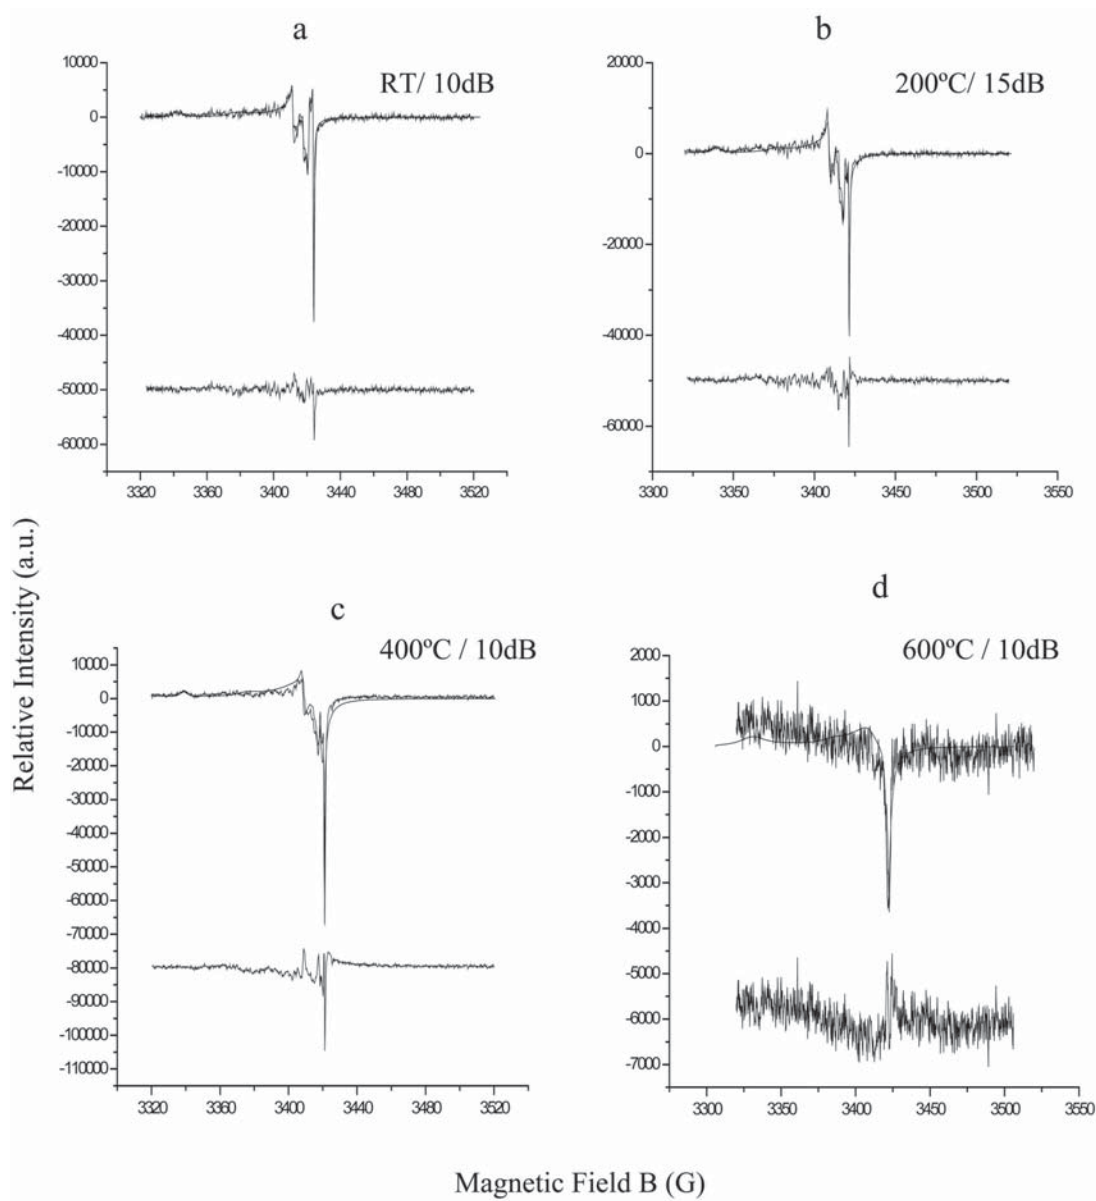 a
RT/ 10dB
10000
0
-10000
-20000
-30000
-40000
-50000
-60000
3320 3360 3400 3440 3480 3520
b
200ºC/ 15dB
20000
0
-20000
-40000
-60000
3300 3350 3400 3450 3500 3550
Relative Intensity (a.u.)
c
400ºC / 10dB
10000
0
-10000
-20000
-30000
-40000
-50000
-60000
-70000
-80000
-90000
-100000
-110000
3320 3360 3400 3440 3480 3520
d
600ºC / 10dB
2000
1000
0
-1000
-2000
-3000
-4000
-5000
-6000
-7000
3300 3350 3400 3450 3500 3550
Magnetic Field B (G)